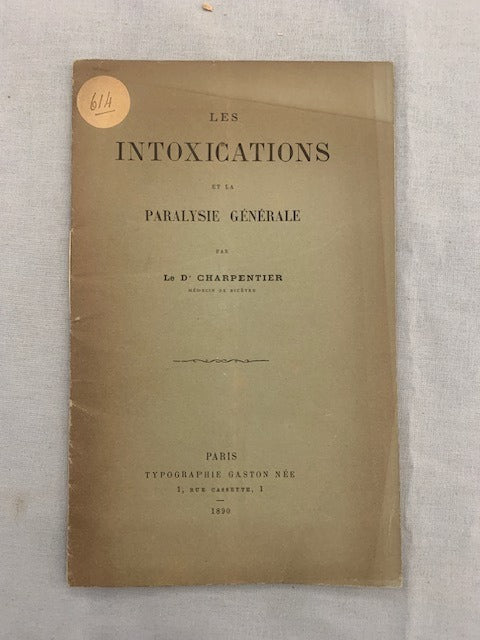 614
LES
INTOXICATIONS
ET LA
PARALYSIE GÉNÉRALE
PAR
Le Dr CHARPENTIER
MÉDECIN DE BICÊTRE
PARIS
TYPOGRAPHIE GASTON NÉE
1, RUE CASSETTE, 1
1890